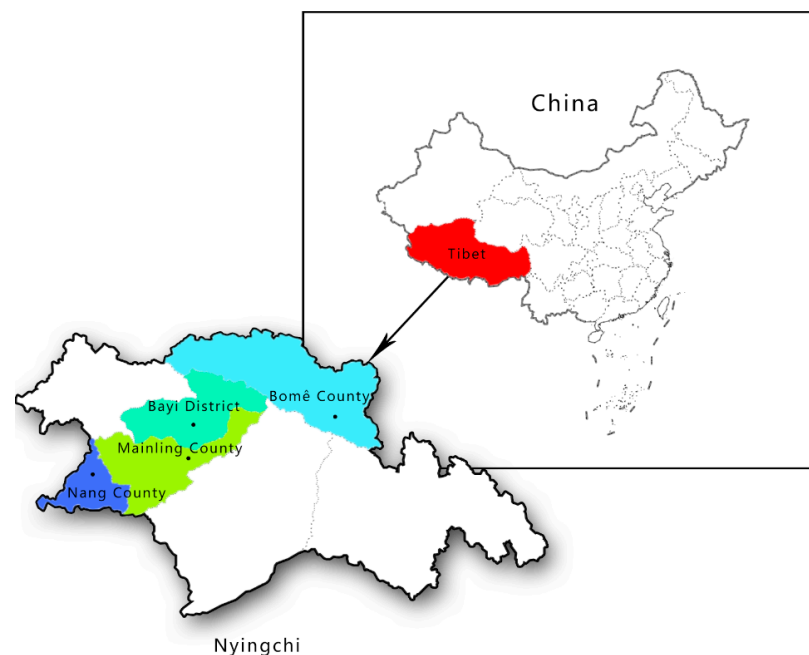 China
Tibet
Bomê County
Bayi District
Mainling County
Nang County
Nyingchi